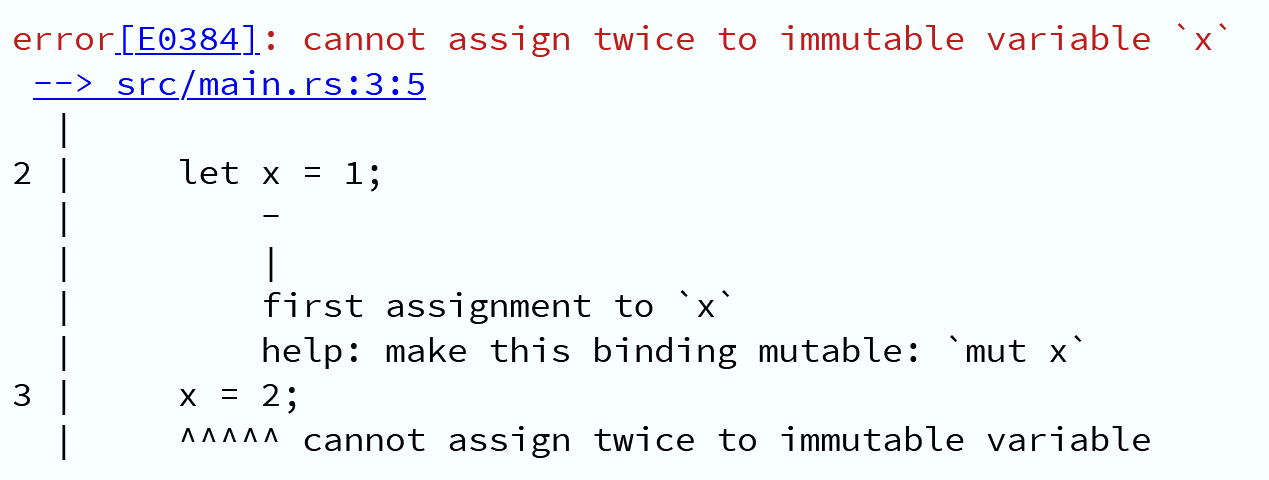 error[E0384]: cannot assign twice to immutable variable `x`
 --> src/main.rs:3:5
  |
2 |     let x = 1;
  |         -
  |         |
  |         first assignment to `x`
  |         help: make this binding mutable: `mut x`
3 |     x = 2;
  |     ^^^^^ cannot assign twice to immutable variable